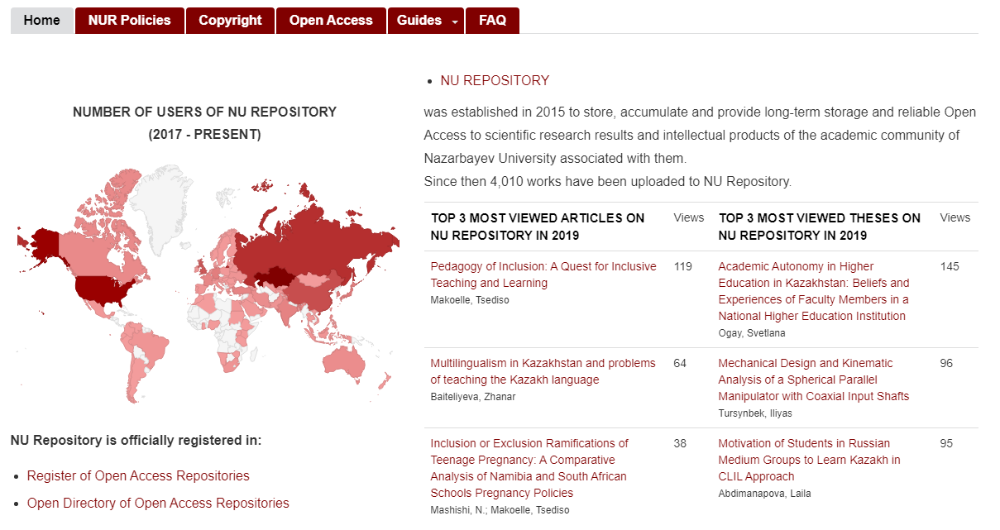 Home NUR Policies Copyright Open Access Guides FAQ
NUMBER OF USERS OF NU REPOSITORY
(2017 - PRESENT)
NU Repository is officially registered in:
Register of Open Access Repositories
Open Directory of Open Access Repositories
NU REPOSITORY
was established in 2015 to store, accumulate and provide long-term storage and reliable Open
Access to scientific research results and intellectual products of the academic community of
Nazarbayev University associated with them.
Since then 4,010 works have been uploaded to NU Repository.
TOP 3 MOST VIEWED ARTICLES ON
NU REPOSITORY IN 2019
Views
TOP 3 MOST VIEWED THESES ON
NU REPOSITORY IN 2019
Views
Pedagogy of Inclusion: A Quest for Inclusive
Teaching and Learning
Makoelle, Tsediso
119
Academic Autonomy in Higher
Education in Kazakhstan: Beliefs and
Experiences of Faculty Members in a
National Higher Education Institution
Ogay, Svetlana
145
Multilingualism in Kazakhstan and problems
of teaching the Kazakh language
Baiteliyeva, Zhanar
64
Mechanical Design and Kinematic
Analysis of a Spherical Parallel
Manipulator with Coaxial Input Shafts
Tursynbek, Iliyas
96
Inclusion or Exclusion Ramifications of
Teenage Pregnancy: A Comparative
Analysis of Namibia and South African
Schools Pregnancy Policies
Mashishi, N.; Makoelle, Tsediso
38
Motivation of Students in Russian
Medium Groups to Learn Kazakh in
CLIL Approach
Abdimanapova, Laila
95